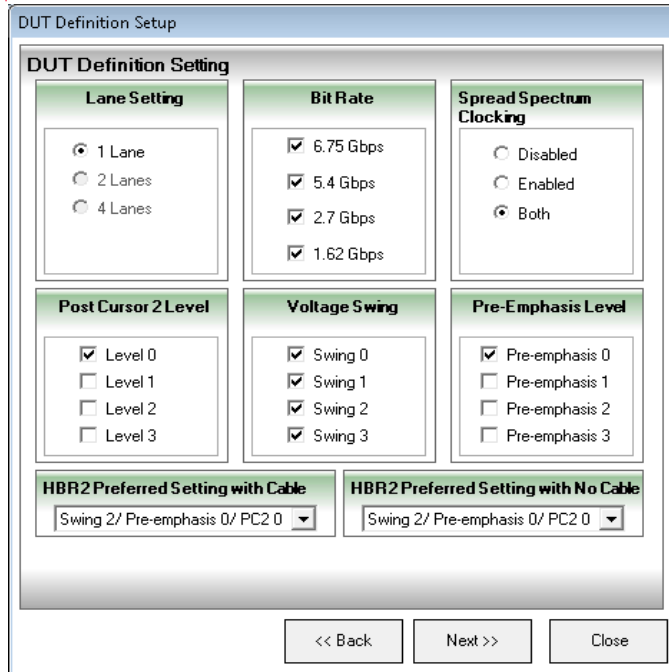 DUT Definition Setup
DUT Definition Setting
Lane Setting
1 Lane
2 Lanes
4 Lanes
Bit Rate
6.75 Gbps
5.4 Gbps
2.7 Gbps
1.62 Gbps
Spread Spectrum
Clocking
Disabled
Enabled
Both
Post Cursor 2 Level
Level 0
Level 1
Level 2
Level 3
Voltage Swing
Swing 0
Swing 1
Swing 2
Swing 3
Pre-Emphasis Level
Pre-emphasis 0
Pre-emphasis 1
Pre-emphasis 2
Pre-emphasis 3
HBR2 Preferred Setting with Cable
Swing 2/ Pre-emphasis 0/ PC2 0
HBR2 Preferred Setting with No Cable
Swing 2/ Pre-emphasis 0/ PC2 0
<< Back
Next >>
Close